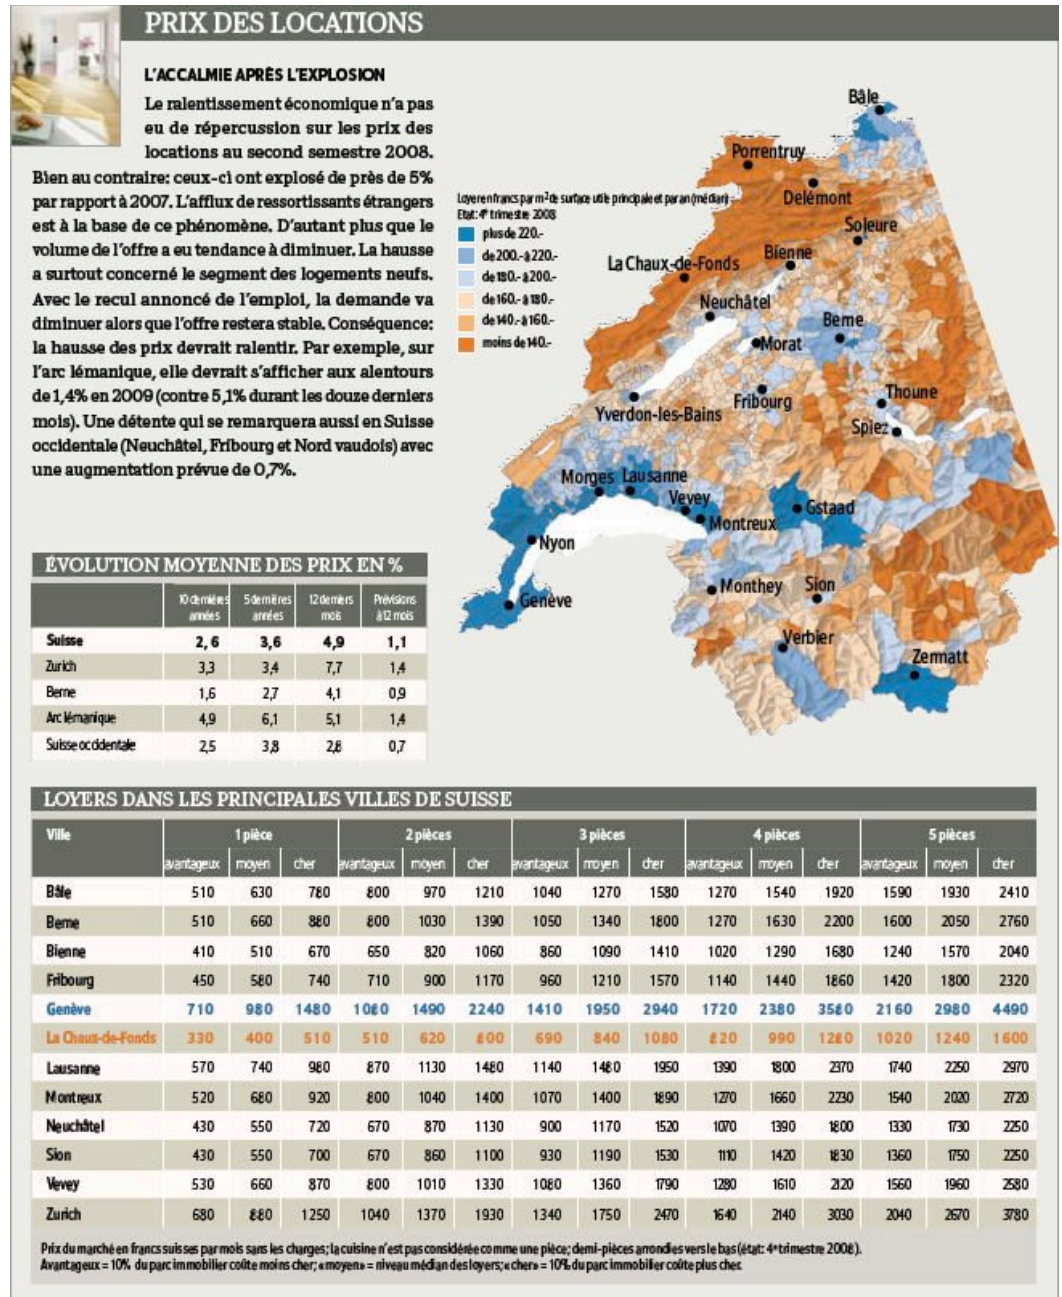 PRIX DES LOCATIONS
L'ACCALMIE APRÈS L'EXPLOSION
Le ralentissement économique n'a pas
eu de répercussion sur les prix des
locations au second semestre 2008.
Bien au contraire: ceux-ci ont explosé de près de 5%
par rapport à 2007. L'afflux de ressortissants étrangers
est à la base de ce phénomène. D'autant plus que le
volume de l'offre a eu tendance à diminuer. La hausse
a surtout concerné le segment des logements neufs.
Avec le recul annoncé de l'emploi, la demande va
diminuer alors que l'offre restera stable. Conséquence:
la hausse des prix devrait ralentir. Par exemple, sur
l'arc lémanique, elle devrait s'afficher aux alentours
de 1,4% en 2009 (contre 5,1% durant les douze derniers
mois). Une détente qui se remarquera aussi en Suisse
occidentale (Neuchâtel, Fribourg et Nord vaudois) avec
une augmentation prévue de 0,7%.
Loyer en francs par m² de surface utile principale et par an (médian)
Etat: 4e trimestre 2008
plus de 220.-
de 200.- à 220.-
de 180.- à 200.-
de 160.- à 180.-
de 140.- à 160.-
moins de 140.-
Bâle
Porrentruy
Delémont
Soleure
Bienne
La Chaux-de-Fonds
Neuchâtel
Berne
Morat
Thoune
Fribourg
Yverdon-les-Bains
Spiez
Morges
Lausanne
Vevey
Gstaad
Montreux
Nyon
Monthey
Sion
Genève
Verbier
Zermatt
ÉVOLUTION MOYENNE DES PRIX EN %
10 dernières années 5 dernières années 12 derniers mois Prévisions à 12 mois
Suisse 2,6 3,6 4,9 1,1
Zurich 3,3 3,4 7,7 1,4
Berne 1,6 2,7 4,1 0,9
Arc lémanique 4,9 6,1 5,1 1,4
Suisse occidentale 2,5 3,8 2,8 0,7
LOYERS DANS LES PRINCIPALES VILLES DE SUISSE
Ville 1 pièce 2 pièces 3 pièces 4 pièces 5 pièces
avantageux moyen cher avantageux moyen cher avantageux moyen cher avantageux moyen cher avantageux moyen cher
Bâle 510 630 780 800 970 1210 1040 1270 1580 1270 1540 1920 1590 1930 2410
Berne 510 660 880 800 1030 1390 1050 1340 1800 1270 1630 2200 1600 2050 2760
Bienne 410 510 670 650 820 1060 860 1090 1410 1020 1290 1680 1240 1570 2040
Fribourg 450 580 740 710 900 1170 960 1210 1570 1140 1440 1860 1420 1800 2320
Genève 710 980 1480 1080 1490 2240 1410 1950 2940 1720 2380 3580 2160 2980 4490
La Chaux-de-Fonds 330 400 510 510 620 800 690 840 1080 820 990 1280 1020 1240 1600
Lausanne 570 740 980 870 1130 1480 1140 1480 1950 1390 1800 2370 1740 2250 2970
Montreux 520 680 920 800 1040 1400 1070 1400 1890 1270 1660 2230 1540 2020 2720
Neuchâtel 430 550 720 670 870 1130 900 1170 1520 1070 1390 1800 1330 1730 2250
Sion 430 550 700 670 860 1100 930 1190 1530 1110 1420 1830 1360 1750 2250
Vevey 530 660 870 800 1010 1330 1080 1360 1790 1280 1610 2120 1560 1960 2580
Zurich 680 880 1250 1040 1370 1930 1340 1750 2470 1640 2140 3030 2040 2670 3780
Prix du marché en francs suisses par mois sans les charges; la cuisine n'est pas considérée comme une pièce; demi-pièces arrondies vers le bas (état: 4e trimestre 2008).
Avantageux = 10% du parc immobilier coûte moins cher; «moyen» = niveau médian des loyers; «cher» = 10% du parc immobilier coûte plus cher.